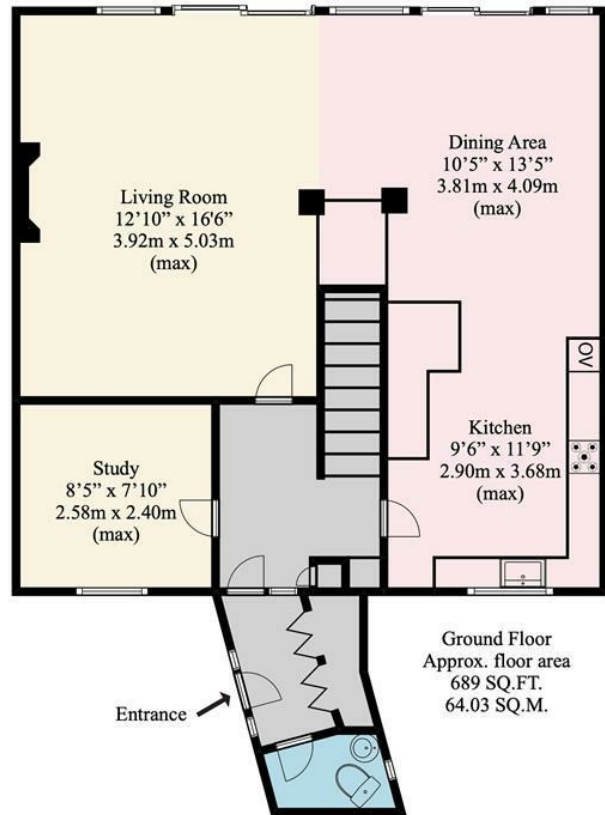 Living Room
12’10” x 16'6”
3.92m x 5.03m
(max)
Dining Area
10’5” x 13’5”
3.81m x 4.09m
(max)
OV
Kitchen
9’6” x 11’9”
2.90m x 3.68m
(max)
Study
8’5” x 7’10”
2.58m x 2.40m
(max)
Entrance
Ground Floor
Approx. floor area
689 SQ.FT.
64.03 SQ.M.